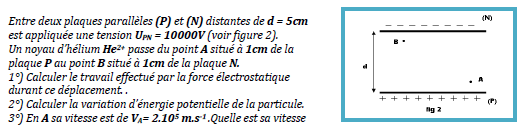 Entre deux plaques parallèles (P) et (N) distantes de d = 5cm
est appliquée une tension U_PN = 10000V (voir figure 2).
Un noyau d'hélium He²⁺ passe du point A situé à 1cm de la
plaque P au point B situé à 1cm de la plaque N.
1°) Calculer le travail effectué par la force électrostatique
durant ce déplacement. .
2°) Calculer la variation d'énergie potentielle de la particule.
3°) En A sa vitesse est de V_A= 2.10⁵ m.s⁻¹ .Quelle est sa vitesse
(N)
- - - - - - - - - -
B •
d
• A
+ + + + + + + + + + + + + (P)
fig 2